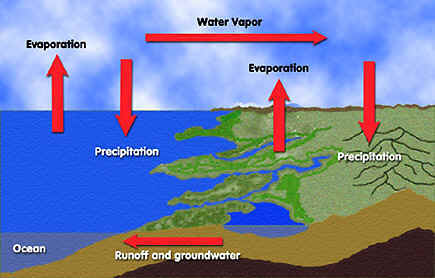 Water Vapor
Evaporation
Evaporation
Precipitation
Precipitation
Ocean
Runoff and groundwater